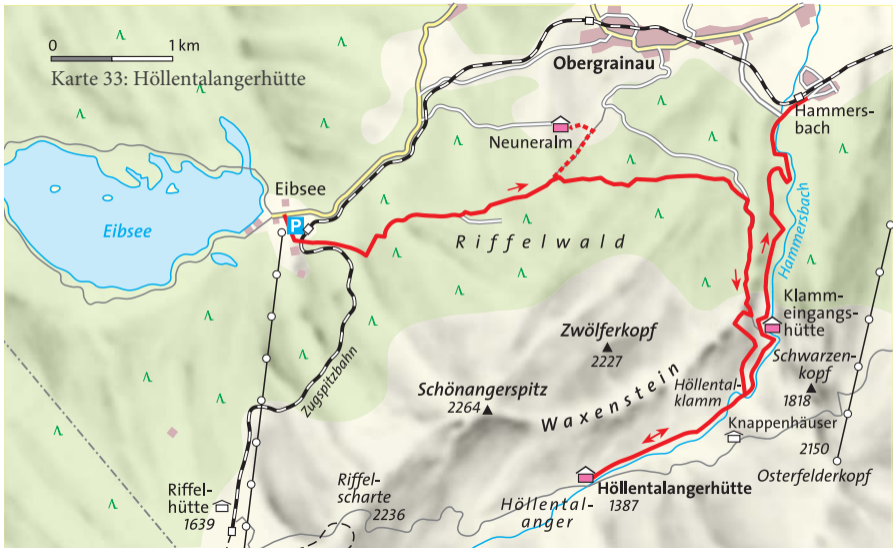 0 1 km
Karte 33: Höllentalangerhütte
Obergrainau
Hammers-
bach
Neuneralm
Eibsee
P
Eibsee
Riffelwald
Hammersbach
Klamm-
eingangs-
hütte
Zwölferkopf
2227
Zugspitzbahn
Schönangerspitz
2264
Waxenstein
Höllental-
klamm
Schwarzen-
kopf
1818
Knappenhäuser
2150
Osterfelderkopf
Riffel-
hütte
1639
Riffel-
scharte
2236
Höllental-
anger
Höllentalangerhütte
1387